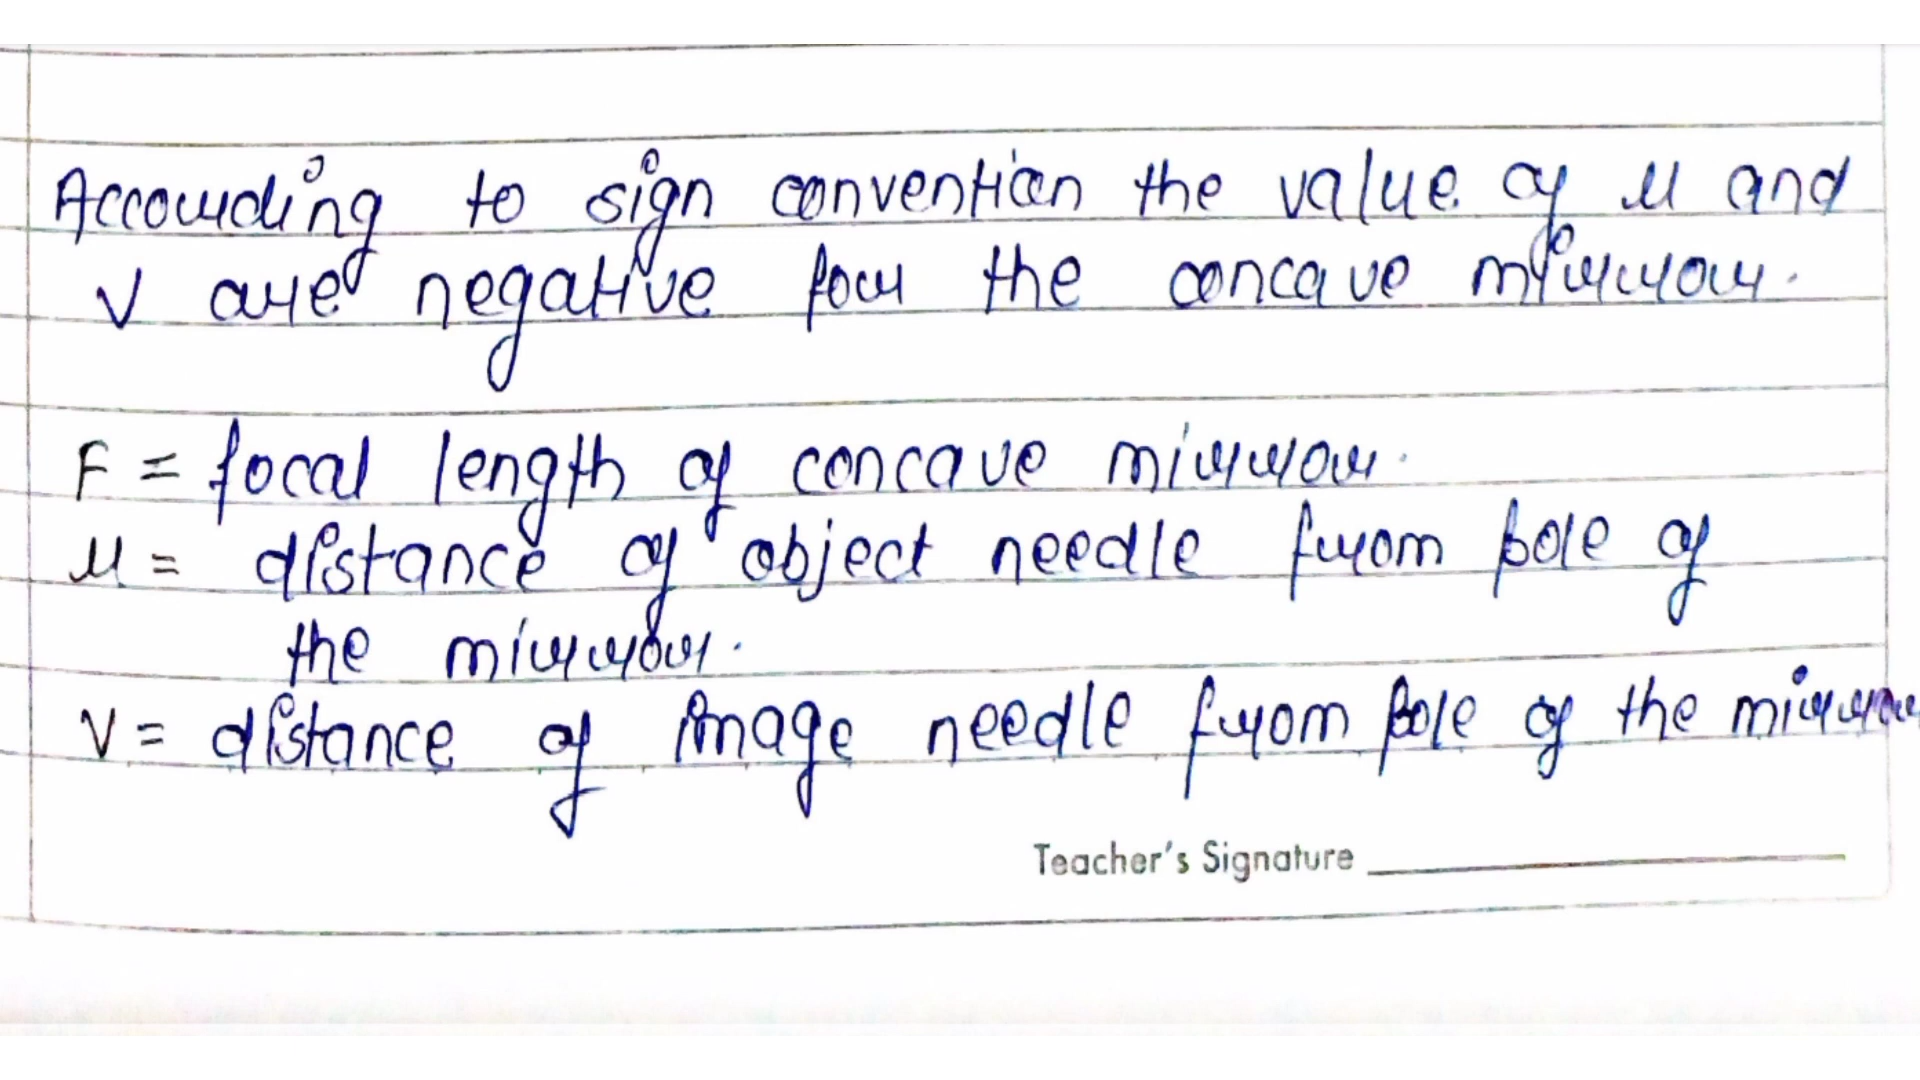 According to sign convention the value of u and
v are negative for the concave mirror.
F = focal length of concave mirror.
u = distance of object needle from pole of
the mirror.
V = distance of image needle from pole of the mirror
Teacher's Signature